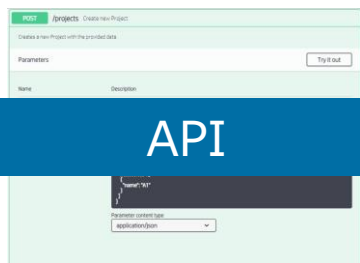 POST /projects Create new Project
Creates a new Project with the provided data.
Parameters Try it out
Name Description
API
{
"name": "A1"
}
}
Parameter content type
application/json